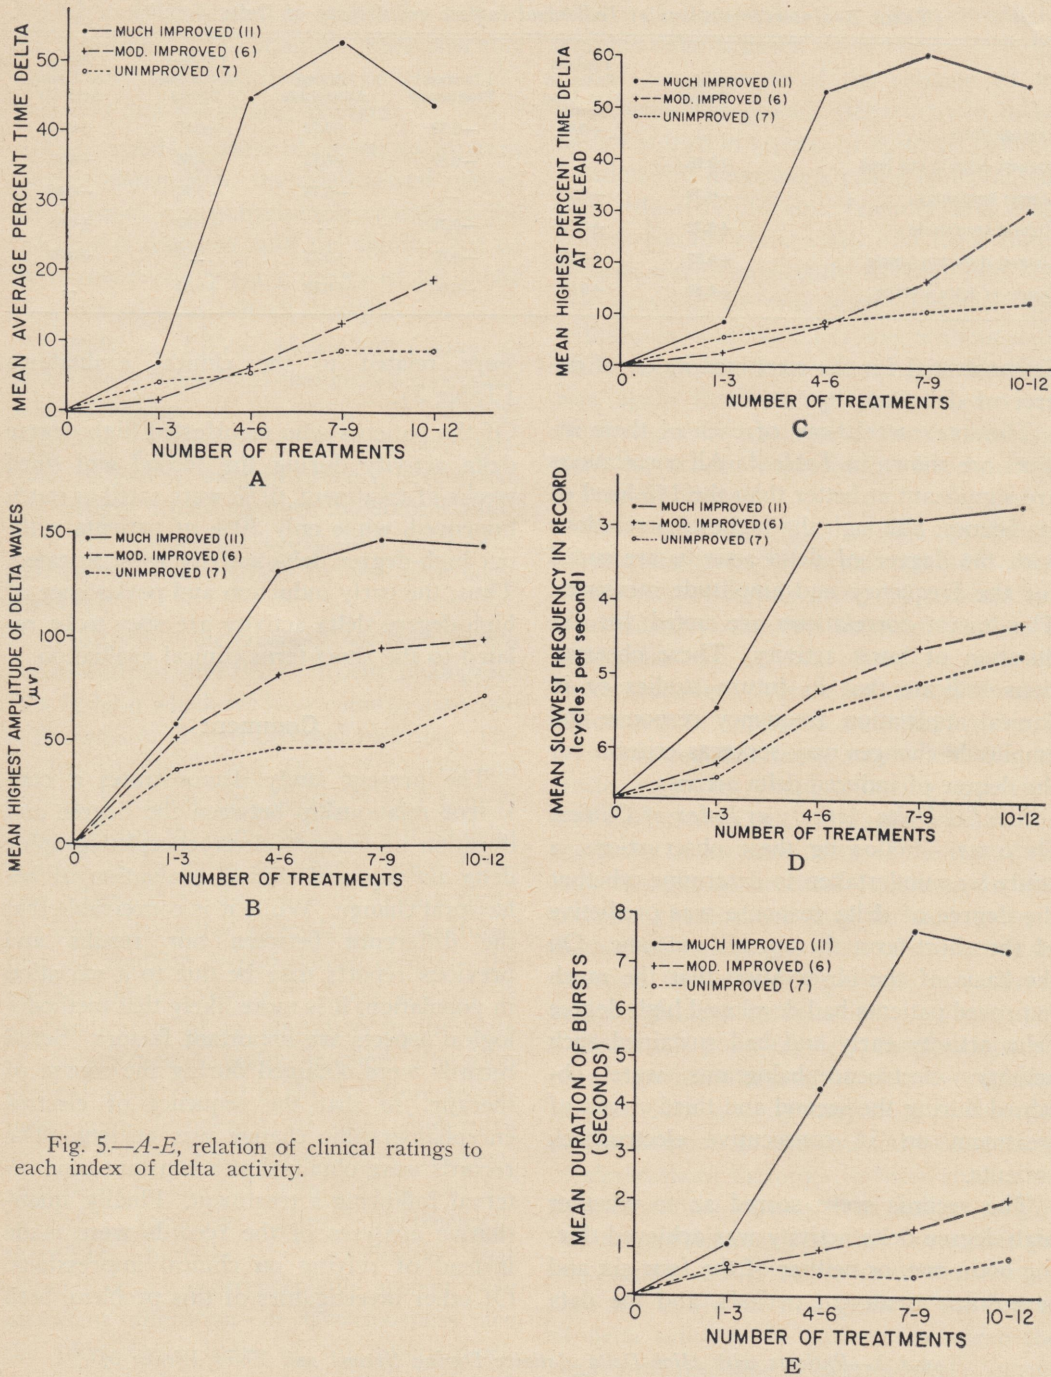 MEAN AVERAGE PERCENT TIME DELTA
MUCH IMPROVED (11)
MOD. IMPROVED (6)
UNIMPROVED (7)
50
40
30
20
10
0
0 1-3 4-6 7-9 10-12
NUMBER OF TREATMENTS
A
MEAN HIGHEST AMPLITUDE OF DELTA WAVES
(μv)
MUCH IMPROVED (11)
MOD. IMPROVED (6)
UNIMPROVED (7)
150
100
50
0
0 1-3 4-6 7-9 10-12
NUMBER OF TREATMENTS
B
MEAN HIGHEST PERCENT TIME DELTA
AT ONE LEAD
MUCH IMPROVED (11)
MOD. IMPROVED (6)
UNIMPROVED (7)
60
50
40
30
20
10
0
0 1-3 4-6 7-9 10-12
NUMBER OF TREATMENTS
C
MEAN SLOWEST FREQUENCY IN RECORD
(cycles per second)
MUCH IMPROVED (11)
MOD. IMPROVED (6)
UNIMPROVED (7)
3
4
5
6
0 1-3 4-6 7-9 10-12
NUMBER OF TREATMENTS
D
MEAN DURATION OF BURSTS
(SECONDS)
MUCH IMPROVED (11)
MOD. IMPROVED (6)
UNIMPROVED (7)
8
7
6
5
4
3
2
1
0
0 1-3 4-6 7-9 10-12
NUMBER OF TREATMENTS
E
Fig. 5.—A-E, relation of clinical ratings to
each index of delta activity.